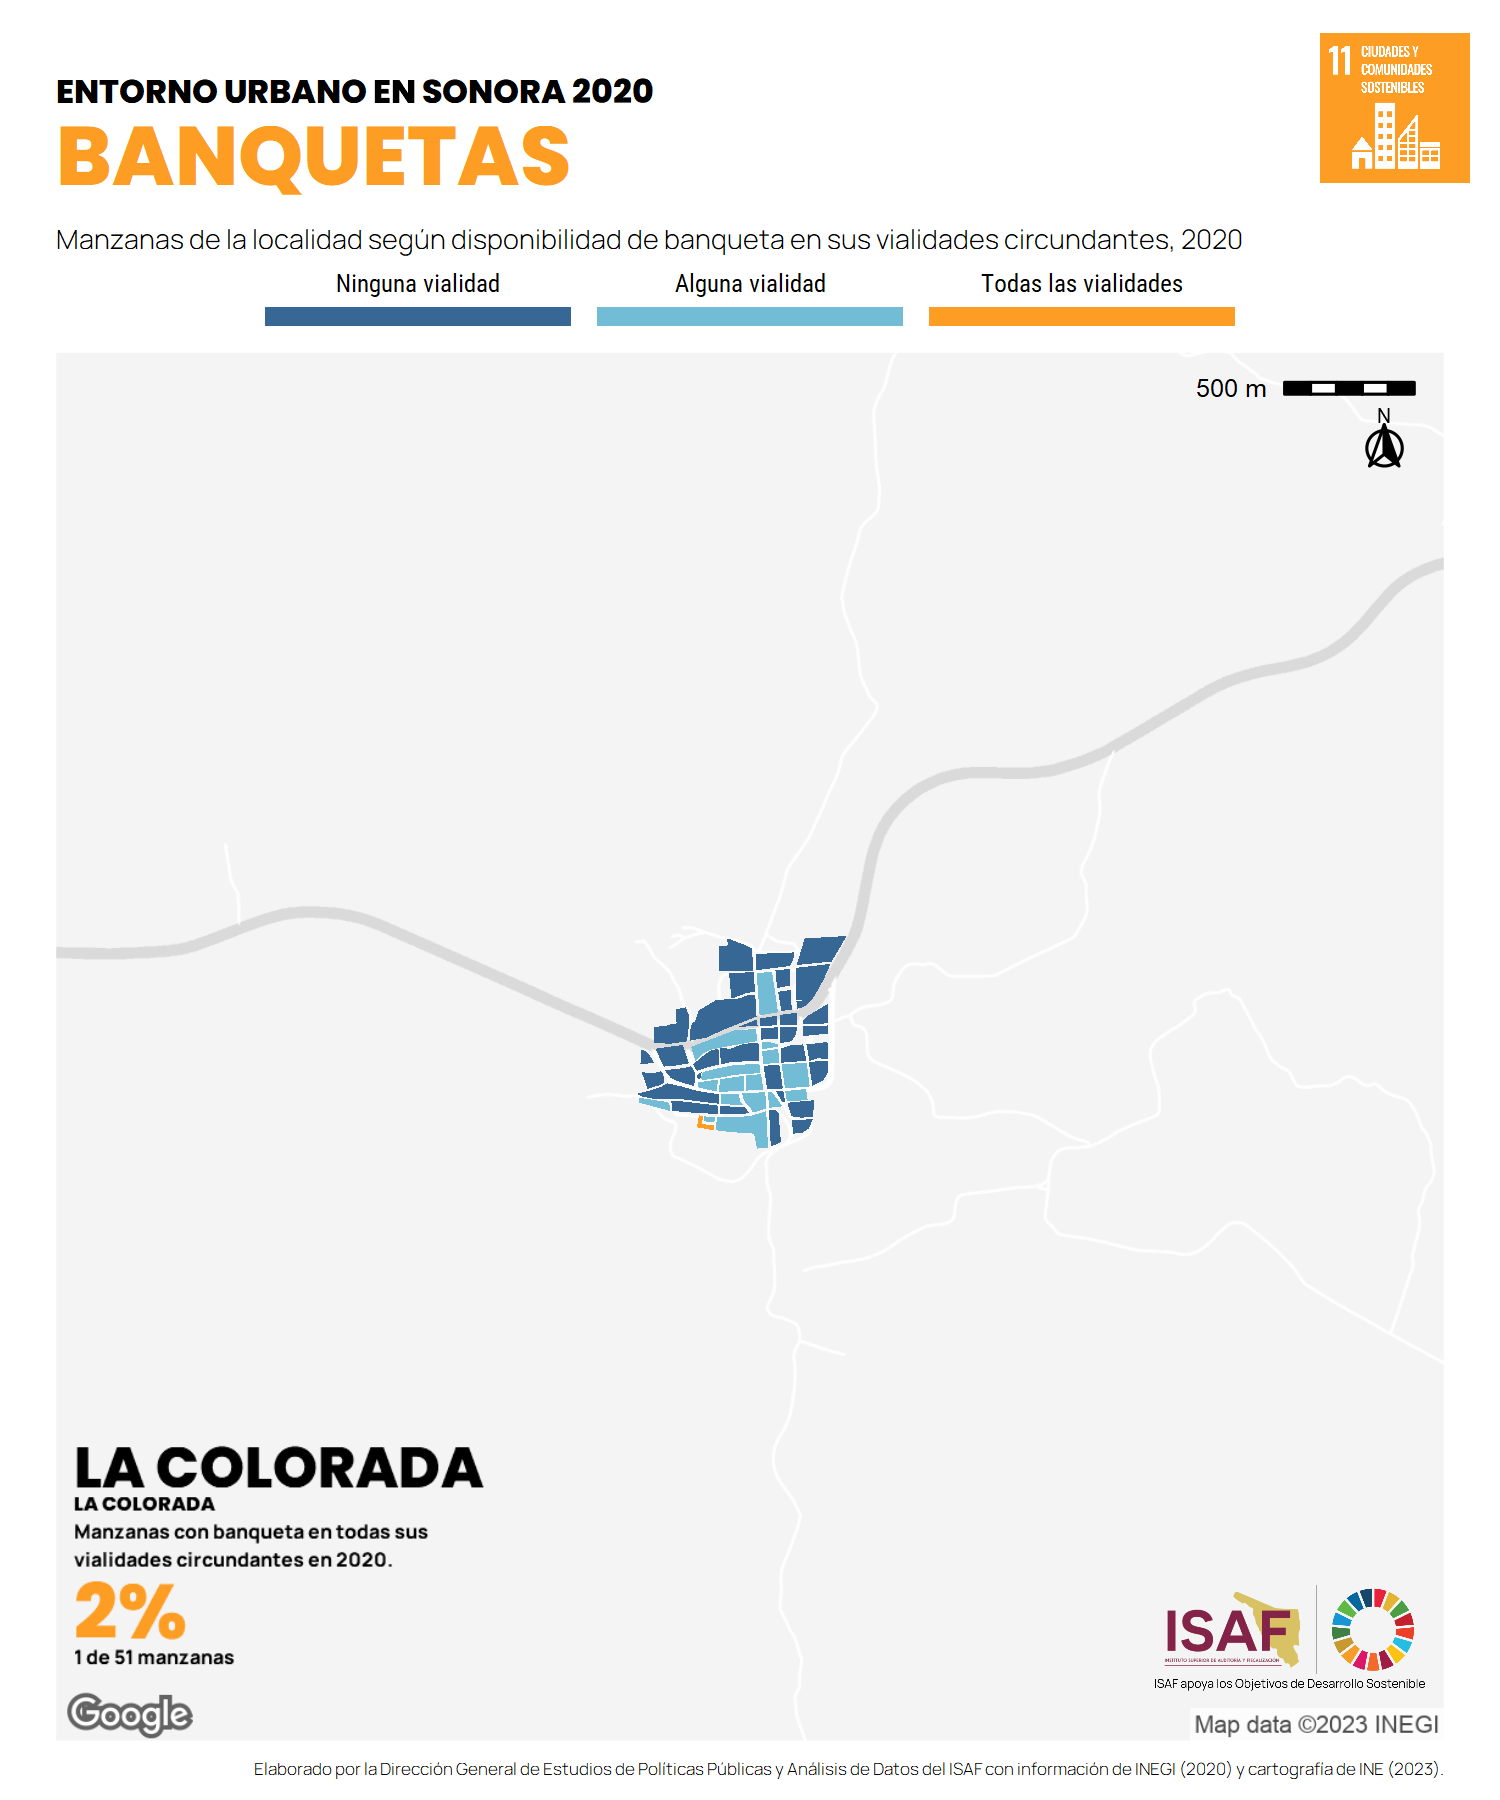 ENTORNO URBANO EN SONORA 2020
BANQUETAS
11 CIUDADES Y
COMUNIDADES
SOSTENIBLES
Manzanas de la localidad según disponibilidad de banqueta en sus vialidades circundantes, 2020
Ninguna vialidad
Alguna vialidad
Todas las vialidades
500 m
N
LA COLORADA
LA COLORADA
Manzanas con banqueta en todas sus
vialidades circundantes en 2020.
2%
1 de 51 manzanas
Google
ISAF
INSTITUTO SUPERIOR DE AUDITORÍA Y FISCALIZACIÓN
ISAF apoya los Objetivos de Desarrollo Sostenible
Map data ©2023 INEGI
Elaborado por la Dirección General de Estudios de Políticas Públicas y Análisis de Datos del ISAF con información de INEGI (2020) y cartografía de INE (2023).